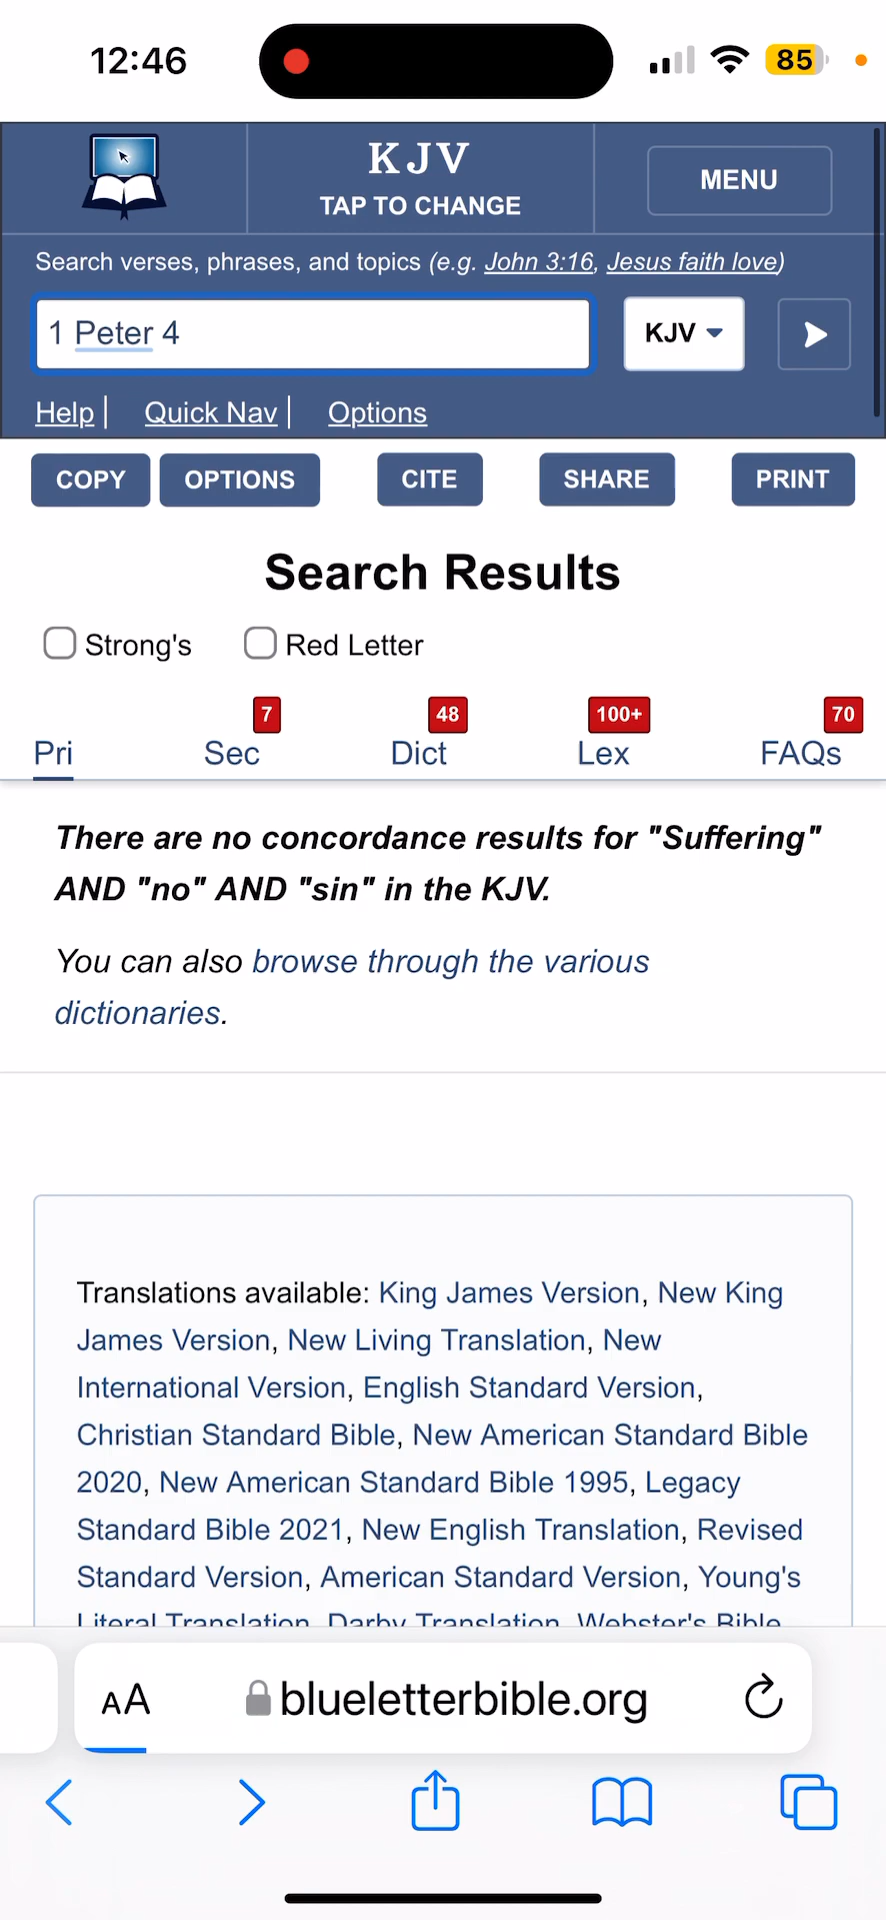 12:46
85
KJV
TAP TO CHANGE
MENU
Search verses, phrases, and topics (e.g. John 3:16, Jesus faith love)
1 Peter 4
KJV
Help| Quick Nav| Options
COPY OPTIONS CITE SHARE PRINT
Search Results
Strong's Red Letter
7 48 100+ 70
Pri Sec Dict Lex FAQs
There are no concordance results for "Suffering"
AND "no" AND "sin" in the KJV.
You can also browse through the various
dictionaries.
Translations available: King James Version, New King
James Version, New Living Translation, New
International Version, English Standard Version,
Christian Standard Bible, New American Standard Bible
2020, New American Standard Bible 1995, Legacy
Standard Bible 2021, New English Translation, Revised
Standard Version, American Standard Version, Young's
Literal Translation, Darby Translation, Webster's Bible
AA blueletterbible.org